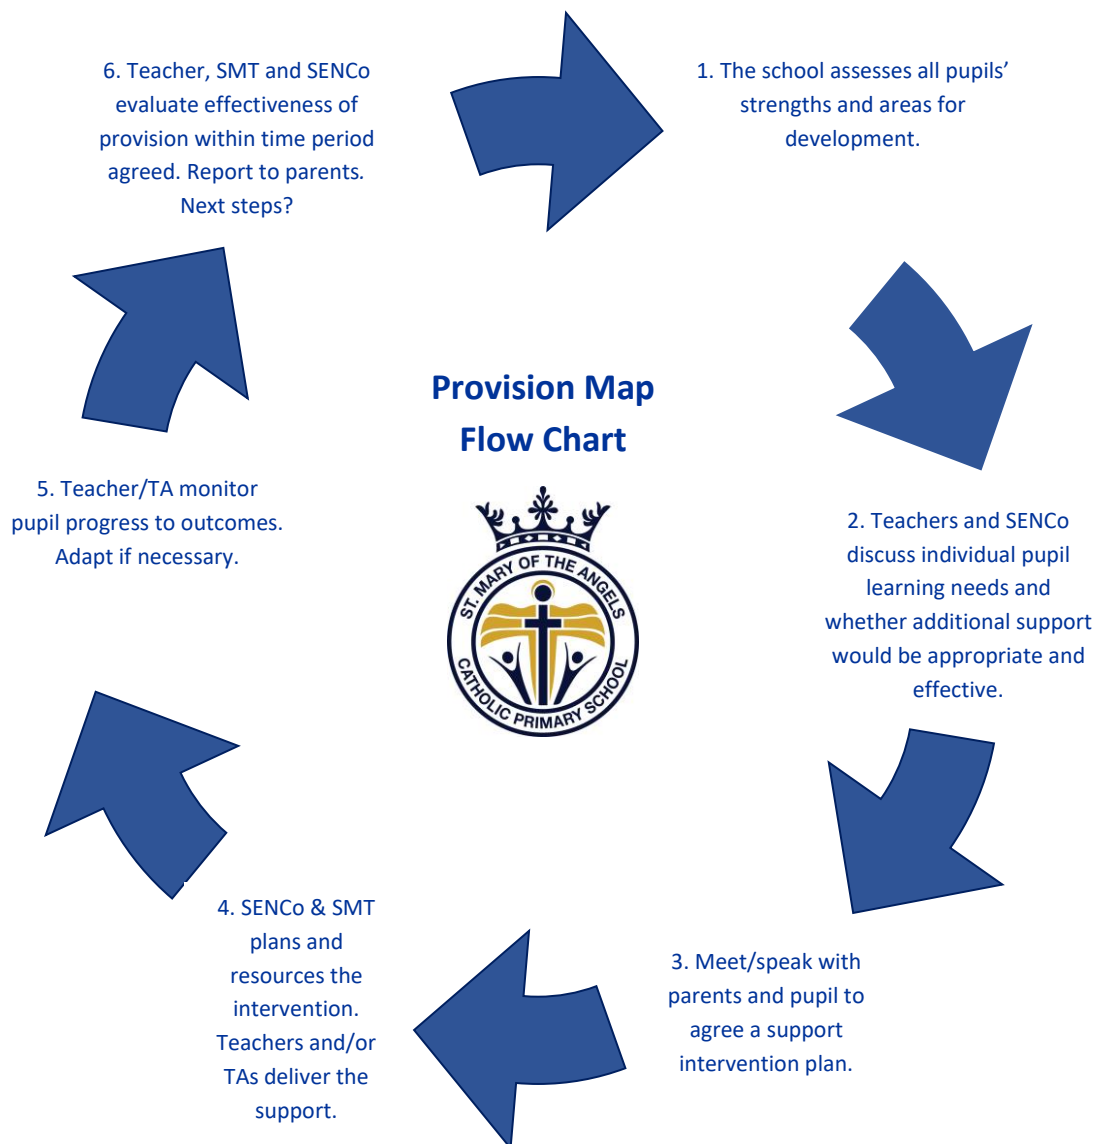 Provision Map
Flow Chart
ST. MARY OF THE ANGELS
CATHOLIC PRIMARY SCHOOL
1. The school assesses all pupils’
strengths and areas for
development.
2. Teachers and SENCo
discuss individual pupil
learning needs and
whether additional support
would be appropriate and
effective.
3. Meet/speak with
parents and pupil to
agree a support
intervention plan.
4. SENCo & SMT
plans and
resources the
intervention.
Teachers and/or
TAs deliver the
support.
5. Teacher/TA monitor
pupil progress to outcomes.
Adapt if necessary.
6. Teacher, SMT and SENCo
evaluate effectiveness of
provision within time period
agreed. Report to parents.
Next steps?